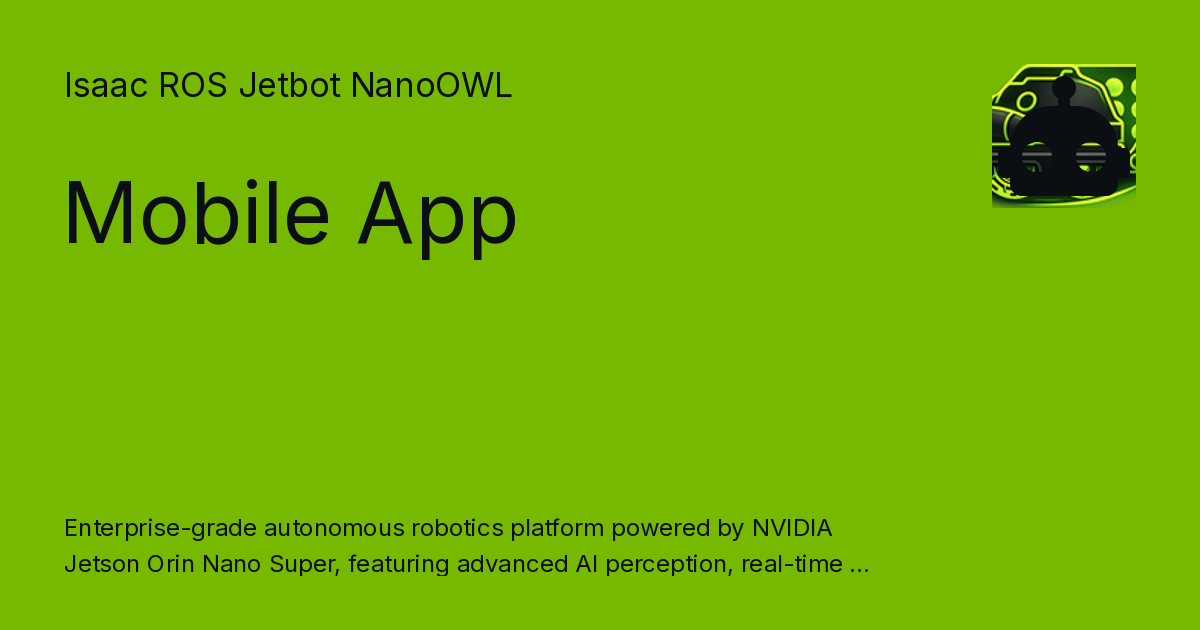 Isaac ROS Jetbot NanoOWL
Mobile App
Enterprise-grade autonomous robotics platform powered by NVIDIA
Jetson Orin Nano Super, featuring advanced AI perception, real-time ...